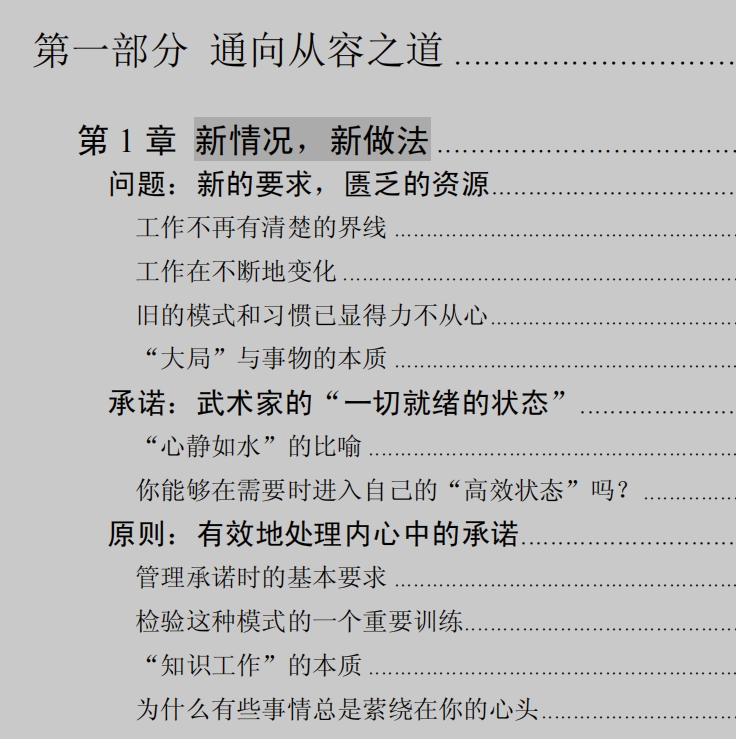 第一部分 通向从容之道
第 1 章 新情况，新做法
问题：新的要求，匮乏的资源
工作不再有清楚的界线
工作在不断地变化
旧的模式和习惯已显得力不从心
“大局”与事物的本质
承诺：武术家的“一切就绪的状态”
“心静如水”的比喻
你能够在需要时进入自己的“高效状态”吗？
原则：有效地处理内心中的承诺
管理承诺时的基本要求
检验这种模式的一个重要训练
“知识工作”的本质
为什么有些事情总是萦绕在你的心头